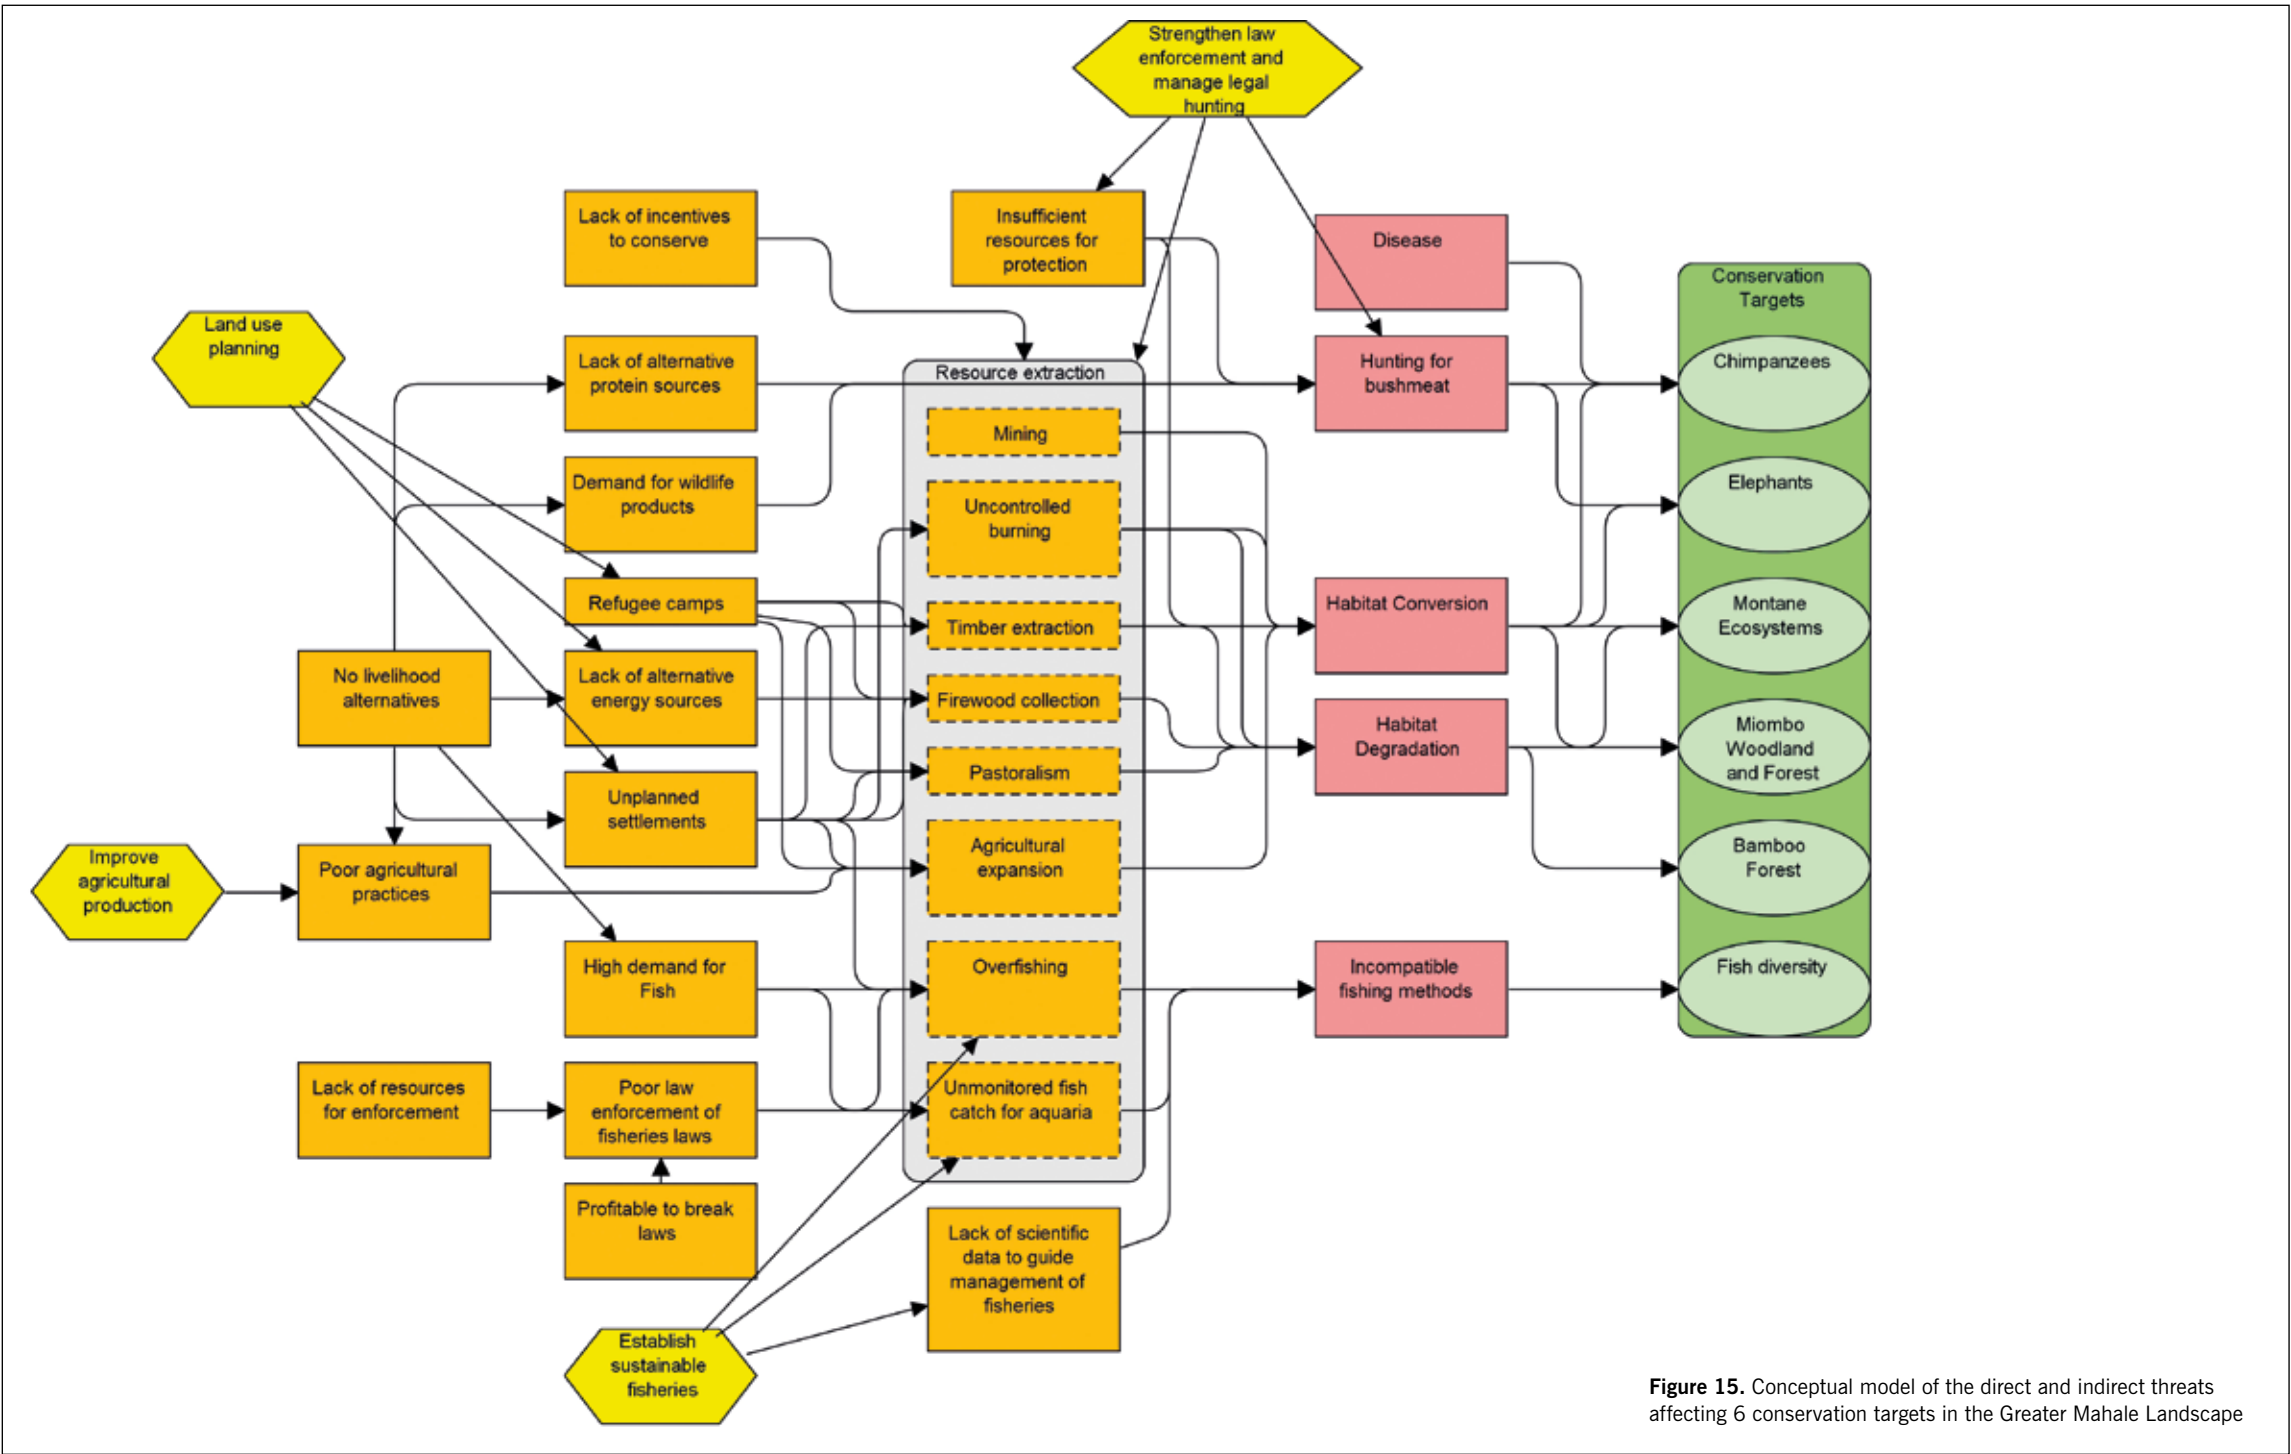 Strengthen law
enforcement and
manage legal
hunting
Lack of incentives
to conserve
Insufficient
resources for
protection
Disease
Conservation
Targets
Land use
planning
Lack of alternative
protein sources
Resource extraction
Hunting for
bushmeat
Chimpanzees
Mining
Demand for wildlife
products
Uncontrolled
burning
Elephants
Refugee camps
Timber extraction
Habitat Conversion
Montane
Ecosystems
No livelihood
alternatives
Lack of alternative
energy sources
Firewood collection
Habitat
Degradation
Miombo
Woodland
and Forest
Pastoralism
Unplanned
settlements
Improve
agricultural
production
Poor agricultural
practices
Agricultural
expansion
Bamboo
Forest
High demand for
Fish
Overfishing
Incompatible
fishing methods
Fish diversity
Lack of resources
for enforcement
Poor law
enforcement of
fisheries laws
Unmonitored fish
catch for aquaria
Profitable to break
laws
Lack of scientific
data to guide
management of
fisheries
Establish
sustainable
fisheries
Figure 15. Conceptual model of the direct and indirect threats
affecting 6 conservation targets in the Greater Mahale Landscape